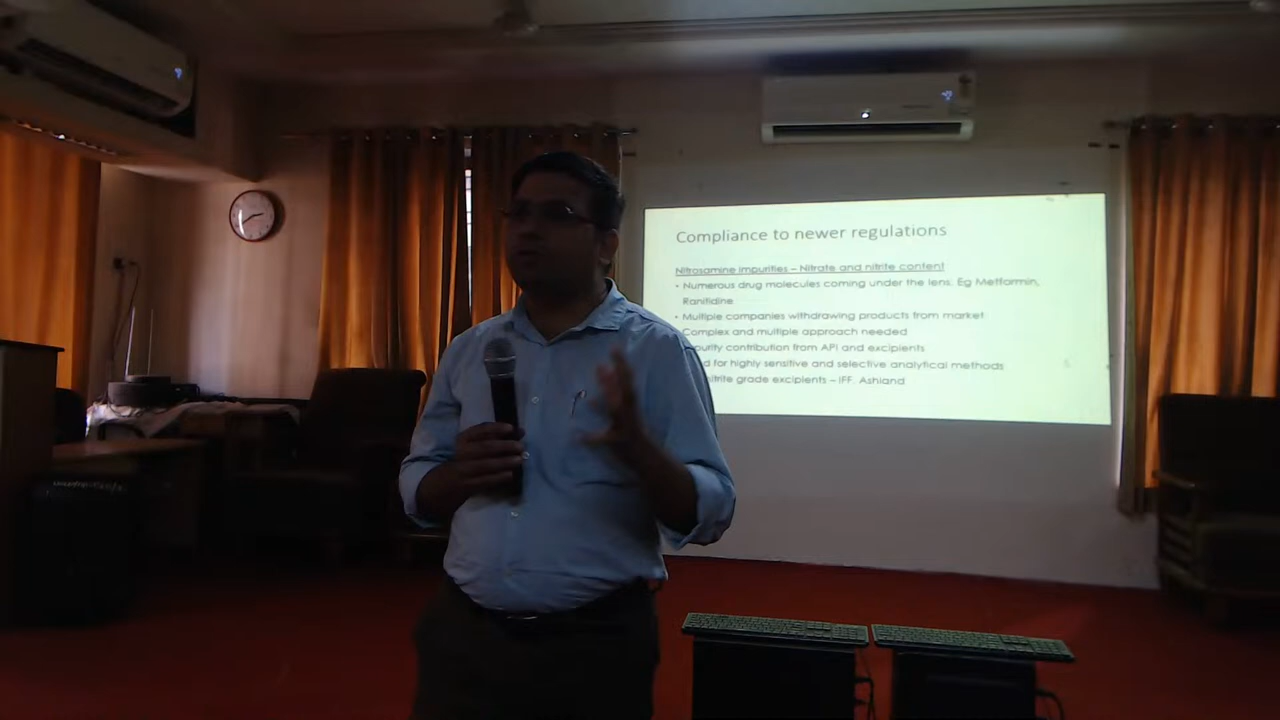 Compliance to newer regulations
Nitrosamine impurities – Nitrate and nitrite content
• Numerous drug molecules coming under the lens. Eg Metformin,
Ranitidine
• Multiple companies withdrawing products from market
Complex and multiple approach needed
contribution from API and excipients
for highly sensitive and selective analytical methods
grade excipients – IFF, Ashland